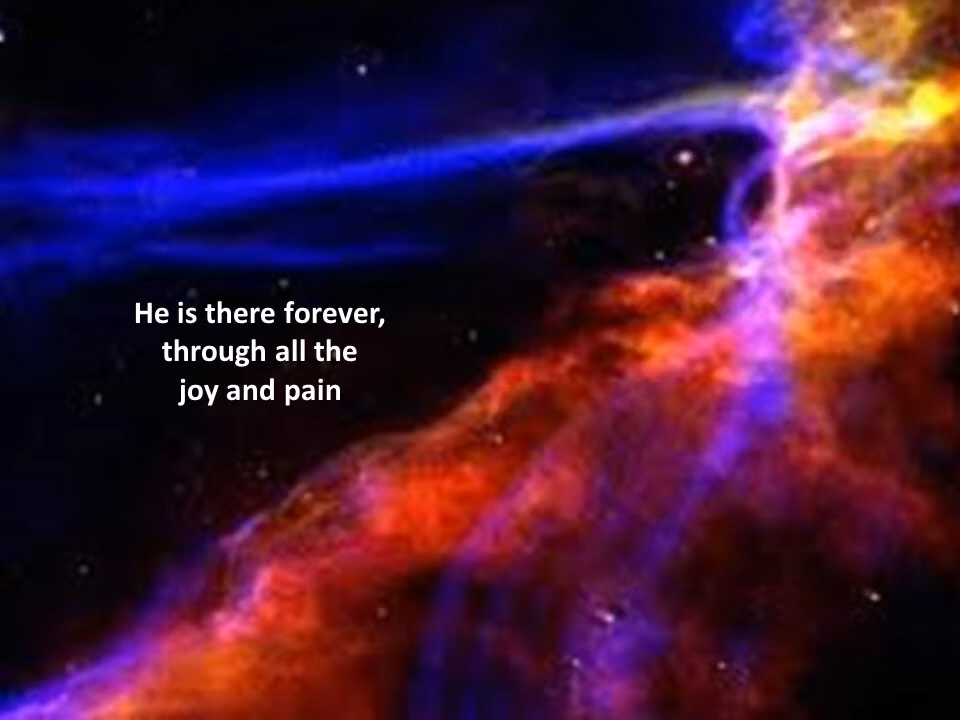 He is there forever,
through all the
joy and pain